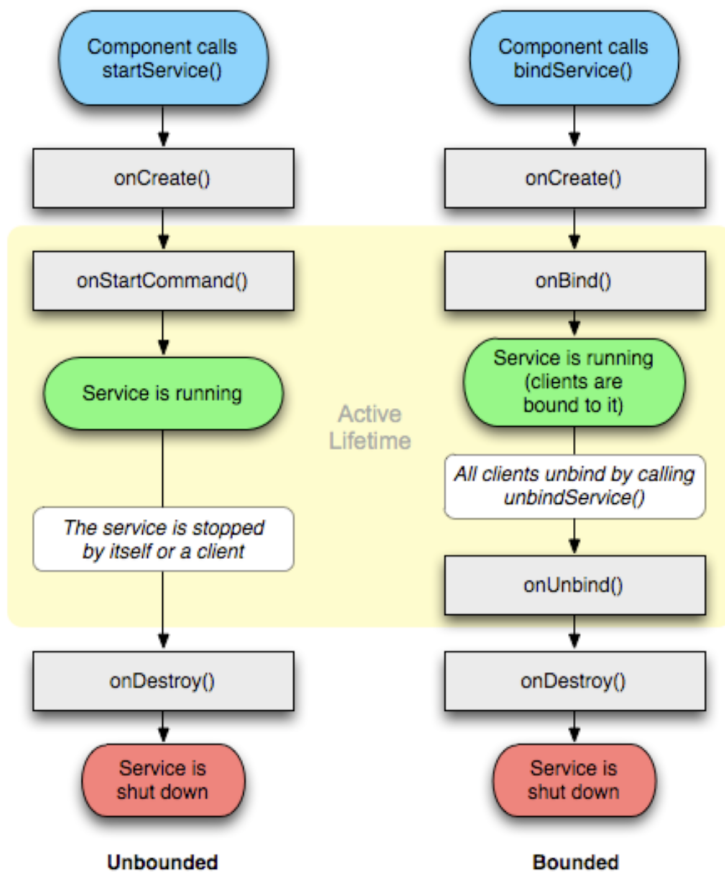 Component calls
startService()
onCreate()
onStartCommand()
Service is running
The service is stopped
by itself or a client
onDestroy()
Service is
shut down
Unbounded
Active
Lifetime
Component calls
bindService()
onCreate()
onBind()
Service is running
(clients are
bound to it)
All clients unbind by calling
unbindService()
onUnbind()
onDestroy()
Service is
shut down
Bounded